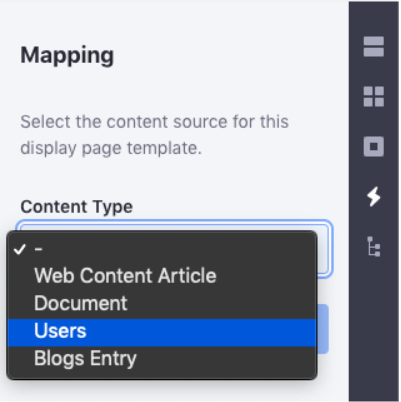 Mapping
Select the content source for this
display page template.
Content Type
✓ -
Web Content Article
Document
Users
Blogs Entry